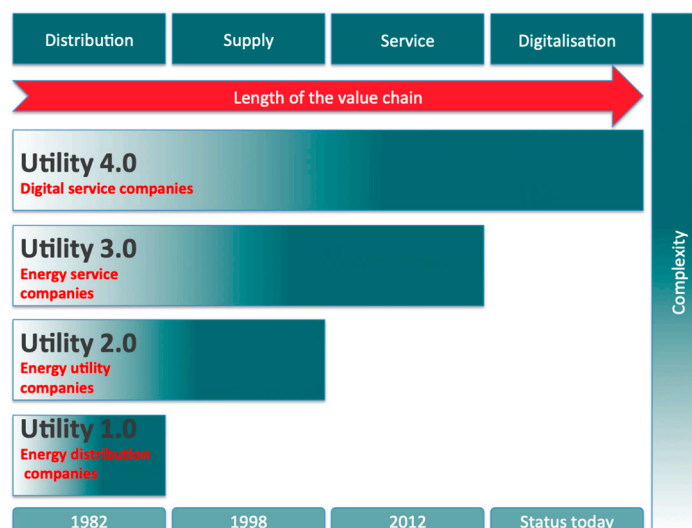 Distribution
Supply
Service
Digitalisation
Length of the value chain
Utility 4.0
Digital service companies
Utility 3.0
Energy service
companies
Utility 2.0
Energy utility
companies
Utility 1.0
Energy distribution
companies
Complexity
1982
1998
2012
Status today